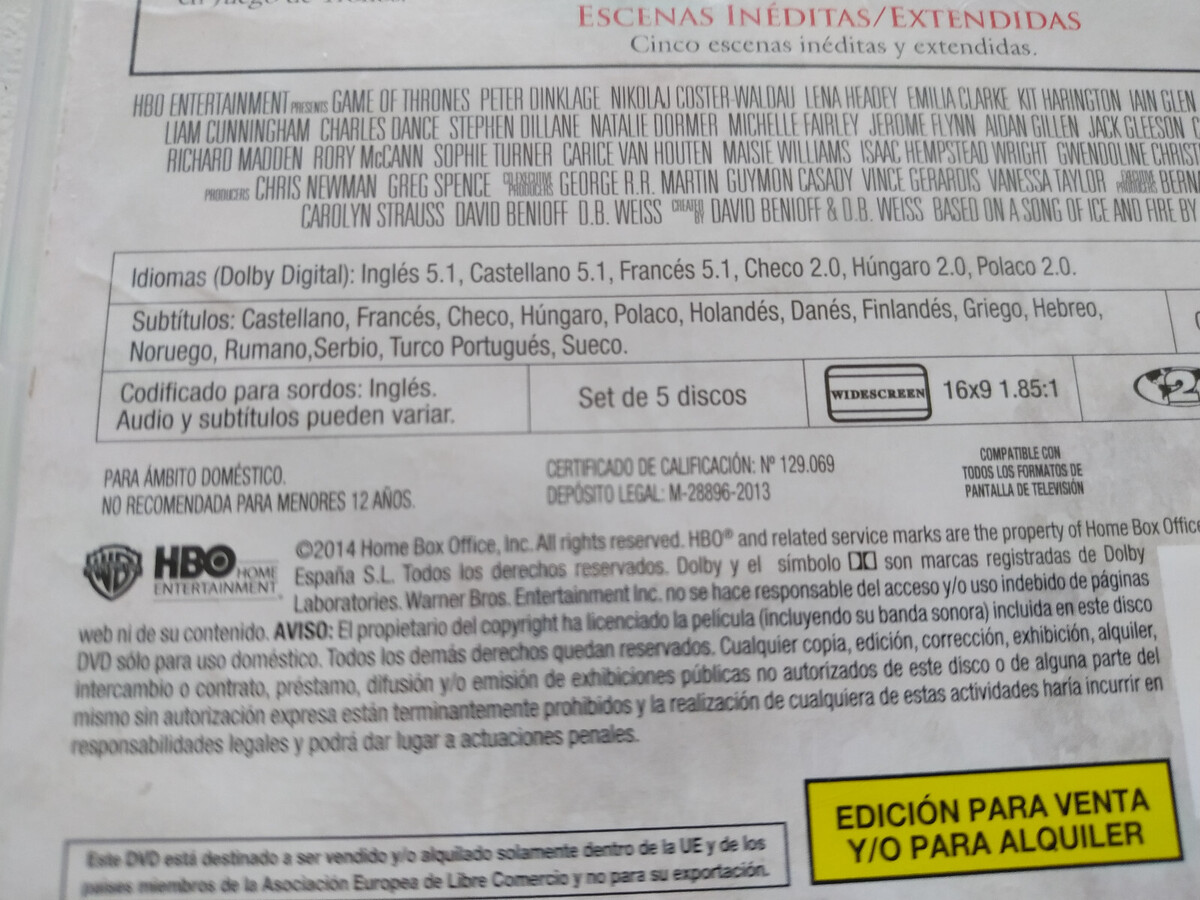 en Juego de Tronos.
ESCENAS INÉDITAS/EXTENDIDAS
Cinco escenas inéditas y extendidas.
HBO ENTERTAINMENT PRESENTS GAME OF THRONES PETER DINKLAGE NIKOLAJ COSTER-WALDAU LENA HEADEY EMILIA CLARKE KIT HARINGTON IAIN GLEN
LIAM CUNNINGHAM CHARLES DANCE STEPHEN DILLANE NATALIE DORMER MICHELLE FAIRLEY JEROME FLYNN AIDAN GILLEN JACK GLEESON
RICHARD MADDEN RORY McCANN SOPHIE TURNER CARICE VAN HOUTEN MAISIE WILLIAMS ISAAC HEMPSTEAD WRIGHT GWENDOLINE CHRIST
PRODUCERS CHRIS NEWMAN GREG SPENCE CO-EXECUTIVE PRODUCERS GEORGE R.R. MARTIN GUYMON CASADY VINCE GERARDIS VANESSA TAYLOR EXECUTIVE PRODUCERS BERN
CAROLYN STRAUSS DAVID BENIOFF D.B. WEISS CREATED BY DAVID BENIOFF & D.B. WEISS BASED ON A SONG OF ICE AND FIRE BY
Idiomas (Dolby Digital): Inglés 5.1, Castellano 5.1, Francés 5.1, Checo 2.0, Húngaro 2.0, Polaco 2.0.
Subtítulos: Castellano, Francés, Checo, Húngaro, Polaco, Holandés, Danés, Finlandés, Griego, Hebreo,
Noruego, Rumano,Serbio, Turco Portugués, Sueco.
Codificado para sordos: Inglés.
Audio y subtítulos pueden variar.
Set de 5 discos
WIDESCREEN
16x9 1.85:1
2
PARA ÁMBITO DOMÉSTICO.
NO RECOMENDADA PARA MENORES 12 AÑOS.
CERTIFICADO DE CALIFICACIÓN: Nº 129.069
DEPÓSITO LEGAL: M-28896-2013
COMPATIBLE CON
TODOS LOS FORMATOS DE
PANTALLA DE TELEVISIÓN
WB
HBO HOME
ENTERTAINMENT
©2014 Home Box Office, Inc. All rights reserved. HBO® and related service marks are the property of Home Box Office
España S.L. Todos los derechos reservados. Dolby y el símbolo son marcas registradas de Dolby
Laboratories. Warner Bros. Entertainment Inc. no se hace responsable del acceso y/o uso indebido de páginas
web ni de su contenido. AVISO: El propietario del copyright ha licenciado la película (incluyendo su banda sonora) incluida en este disco
DVD sólo para uso doméstico. Todos los demás derechos quedan reservados. Cualquier copia, edición, corrección, exhibición, alquiler,
intercambio o contrato, préstamo, difusión y/o emisión de exhibiciones públicas no autorizados de este disco o de alguna parte del
mismo sin autorización expresa están terminantemente prohibidos y la realización de cualquiera de estas actividades haría incurrir en
responsabilidades legales y podrá dar lugar a actuaciones penales.
EDICIÓN PARA VENTA
Y/O PARA ALQUILER
Este DVD está destinado a ser vendido y/o alquilado solamente dentro de la UE y de los
países miembros de la Asociación Europea de Libre Comercio y no para su exportación.